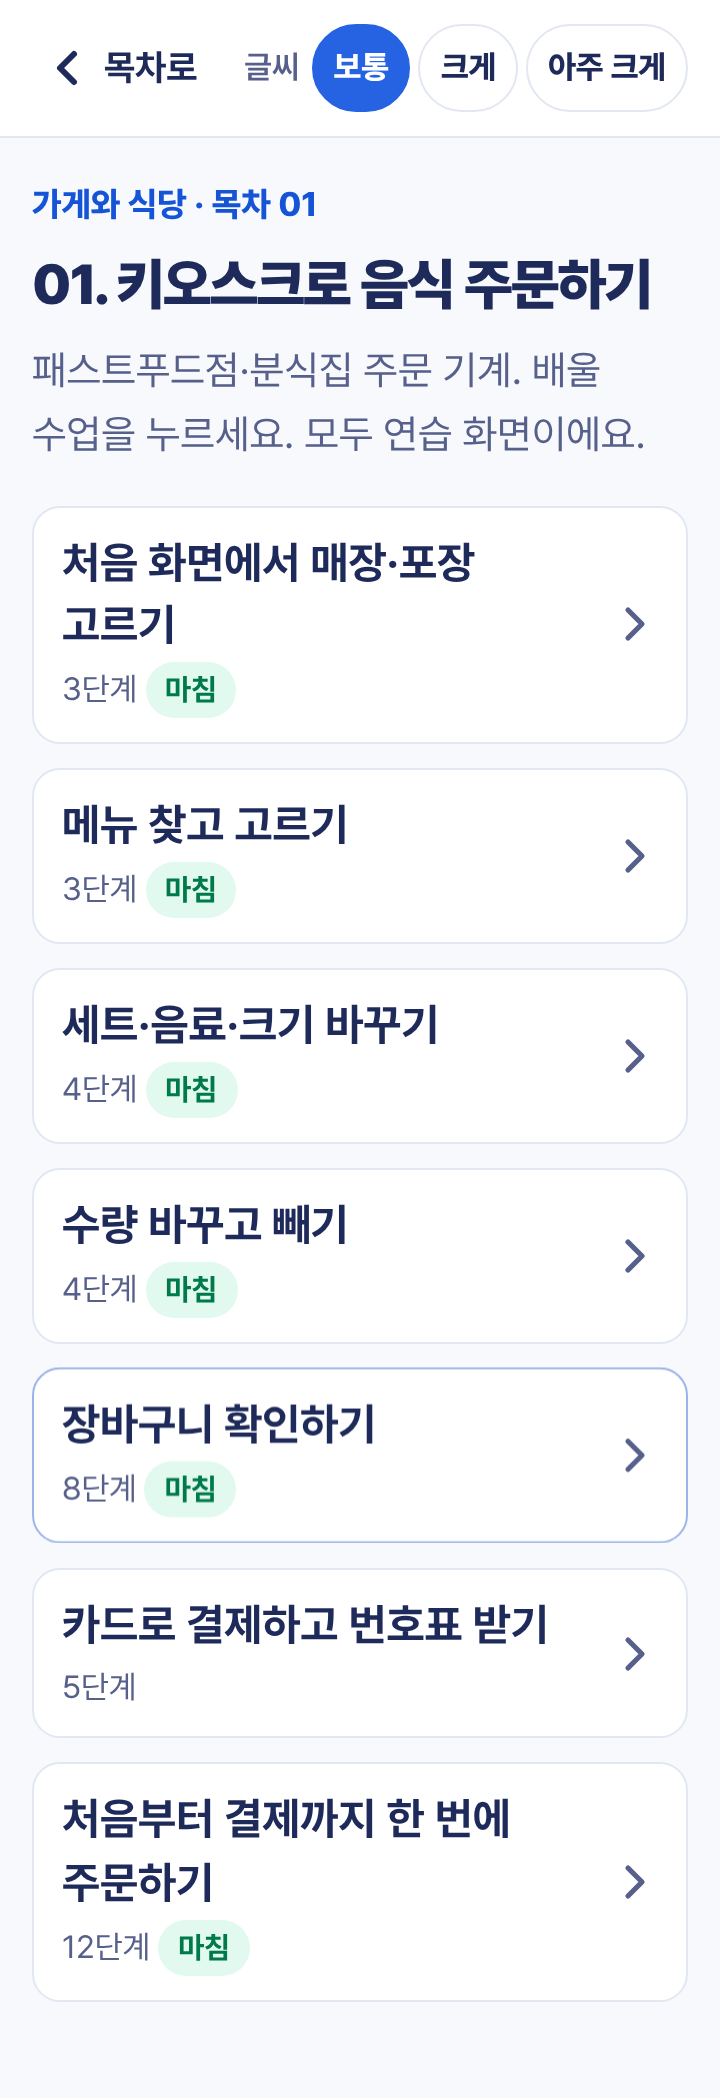 목차로 글씨 보통 크게 아주 크게
가게와 식당 · 목차 01
01. 키오스크로 음식 주문하기
패스트푸드점·분식집 주문 기계. 배울
수업을 누르세요. 모두 연습 화면이에요.
처음 화면에서 매장·포장
고르기
3단계 마침
메뉴 찾고 고르기
3단계 마침
세트·음료·크기 바꾸기
4단계 마침
수량 바꾸고 빼기
4단계 마침
장바구니 확인하기
8단계 마침
카드로 결제하고 번호표 받기
5단계
처음부터 결제까지 한 번에
주문하기
12단계 마침